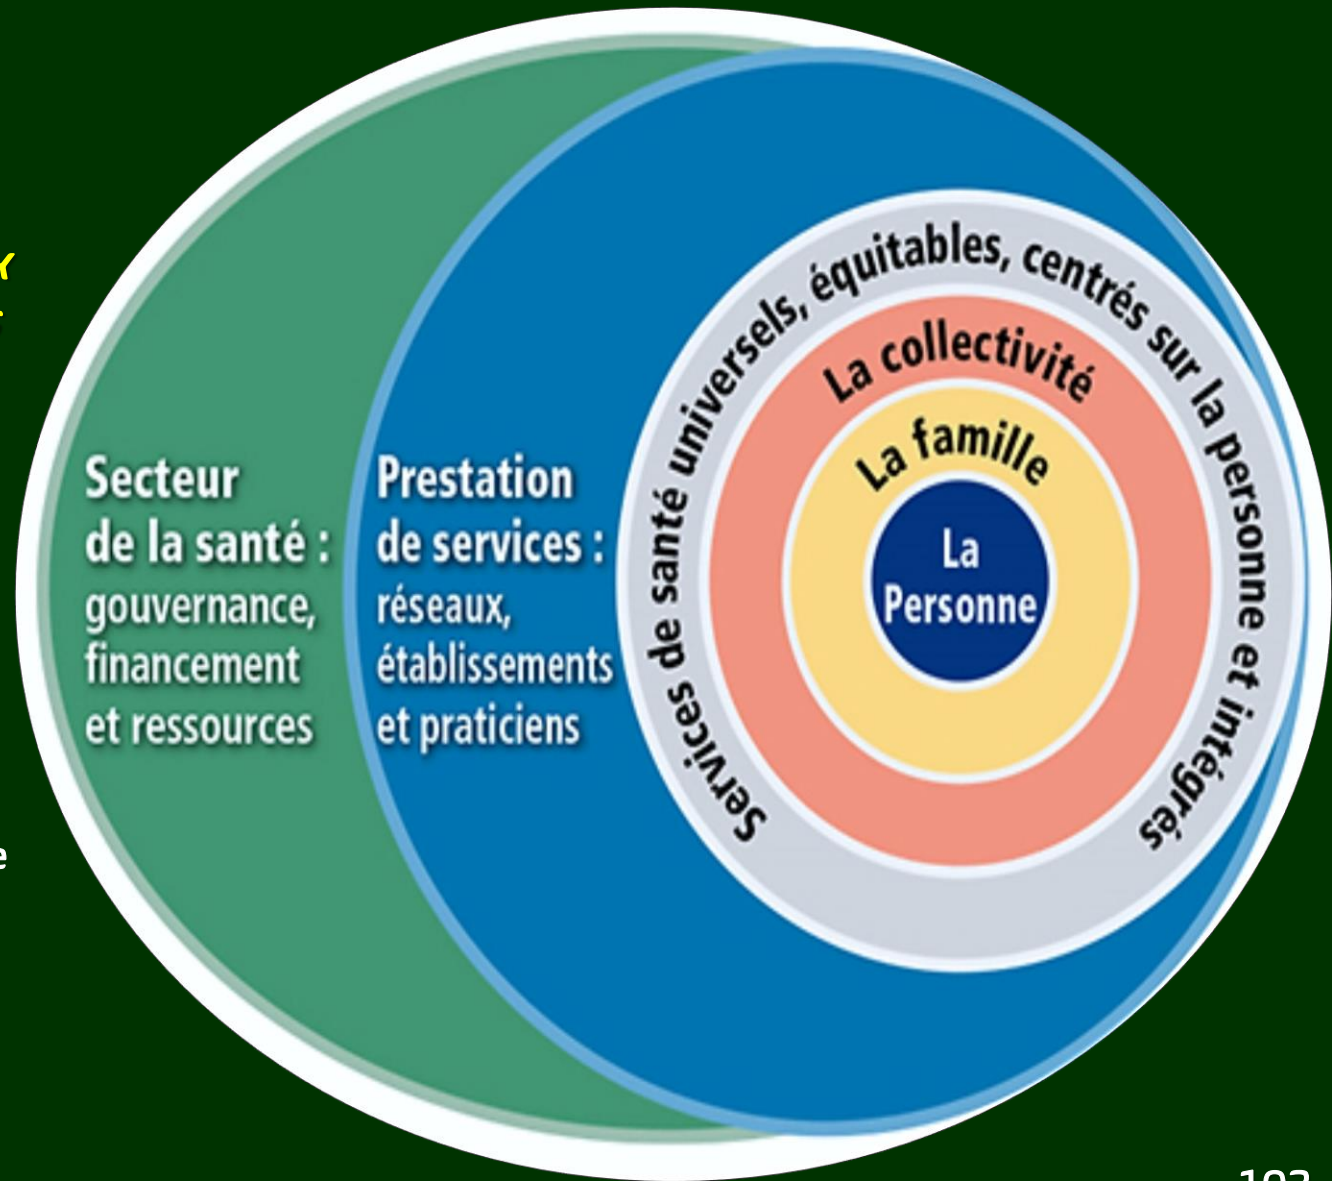 Secteur
de la santé :
gouvernance,
financement
et ressources
Prestation
de services :
réseaux,
établissements
et praticiens
Services de santé universels, équitables, centrés sur la personne et intégrés
La collectivité
La famille
La
Personne